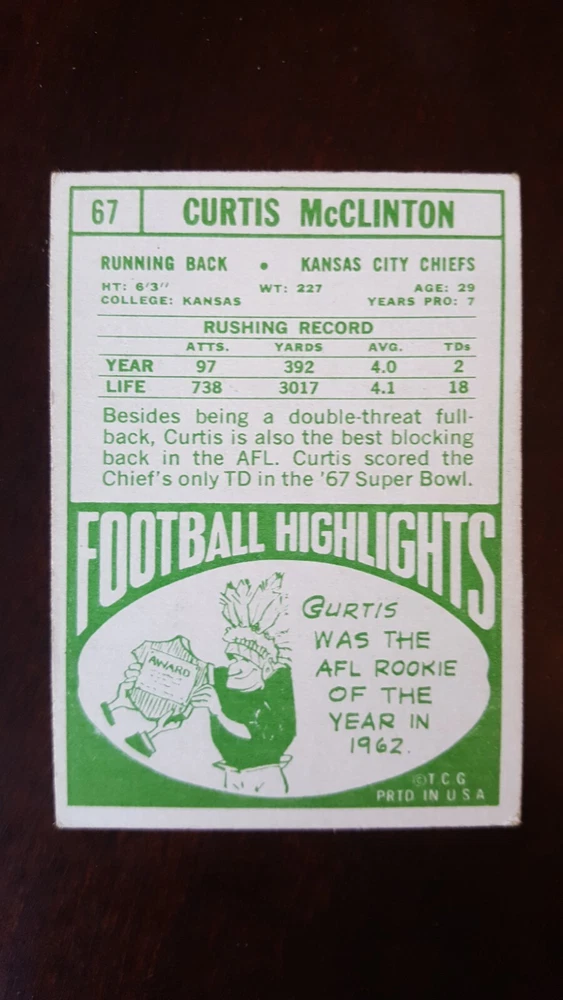 67 CURTIS McCLINTON
RUNNING BACK • KANSAS CITY CHIEFS
HT: 6'3" WT: 227 AGE: 29
COLLEGE: KANSAS YEARS PRO: 7
RUSHING RECORD
ATTS. YARDS AVG. TDs
YEAR 97 392 4.0 2
LIFE 738 3017 4.1 18
Besides being a double-threat full-
back, Curtis is also the best blocking
back in the AFL. Curtis scored the
Chief's only TD in the '67 Super Bowl.
FOOTBALL HIGHLIGHTS
AWARD
CURTIS
WAS THE
AFL ROOKIE
OF THE
YEAR IN
1962.
© T C G
PRTD IN U S A